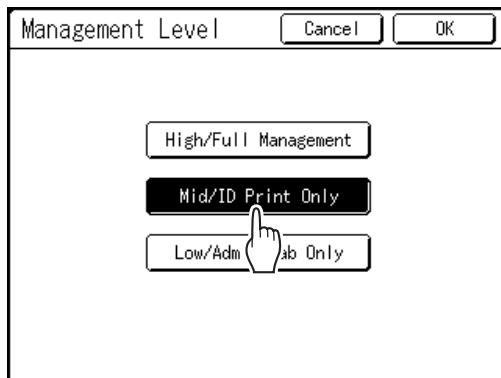 Management Level Cancel OK
High/Full Management
Mid/ID Print Only
Low/Adm ab Only